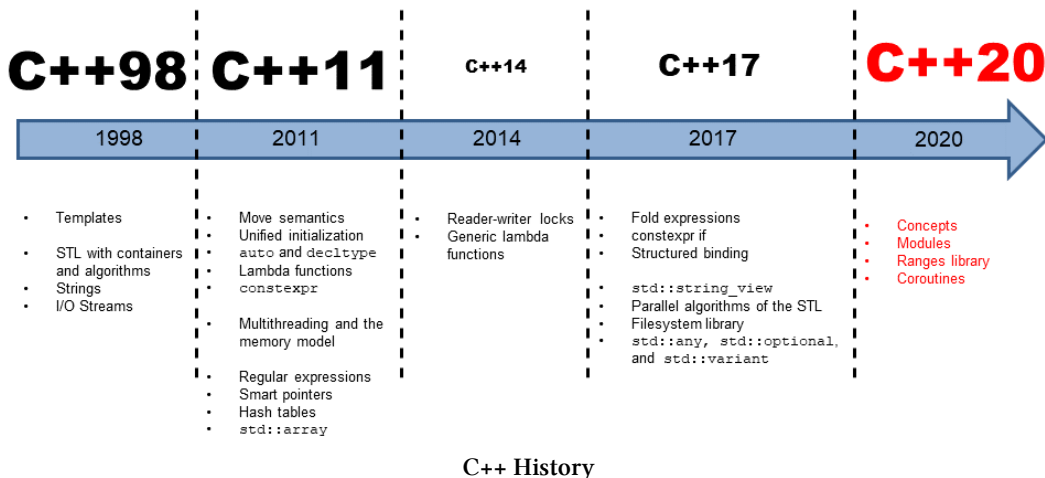 C++98
C++11
C++14
C++17
C++20
1998
2011
2014
2017
2020
• Templates
• STL with containers
and algorithms
• Strings
• I/O Streams
• Move semantics
• Unified initialization
• auto and decltype
• Lambda functions
• constexpr
• Multithreading and the
memory model
• Regular expressions
• Smart pointers
• Hash tables
• std::array
• Reader-writer locks
• Generic lambda
functions
• Fold expressions
• constexpr if
• Structured binding
• std::string_view
• Parallel algorithms of the STL
• Filesystem library
• std::any, std::optional,
and std::variant
• Concepts
• Modules
• Ranges library
• Coroutines
C++ History